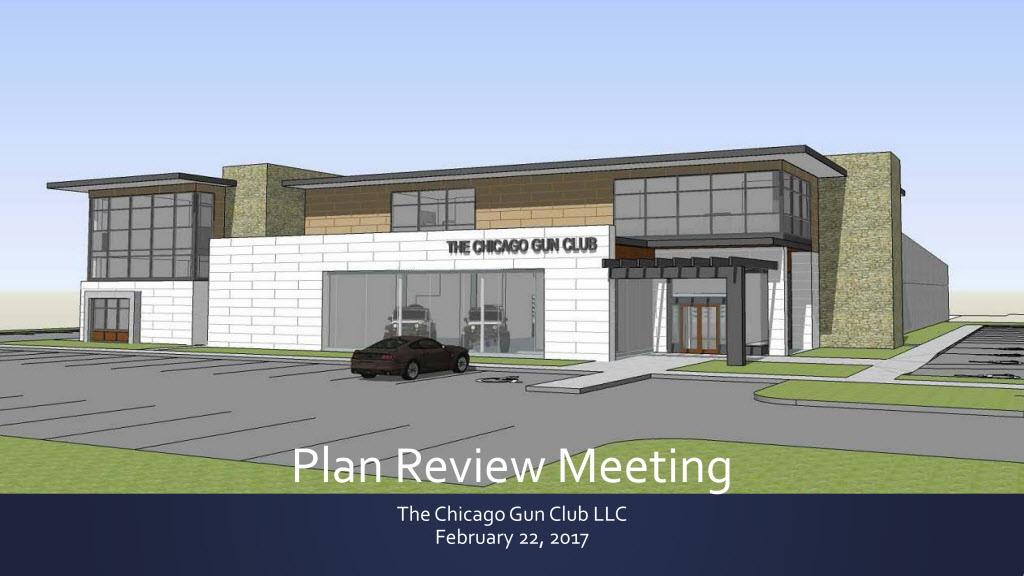 THE CHICAGO GUN CLUB
Plan Review Meeting
The Chicago Gun Club LLC
February 22, 2017